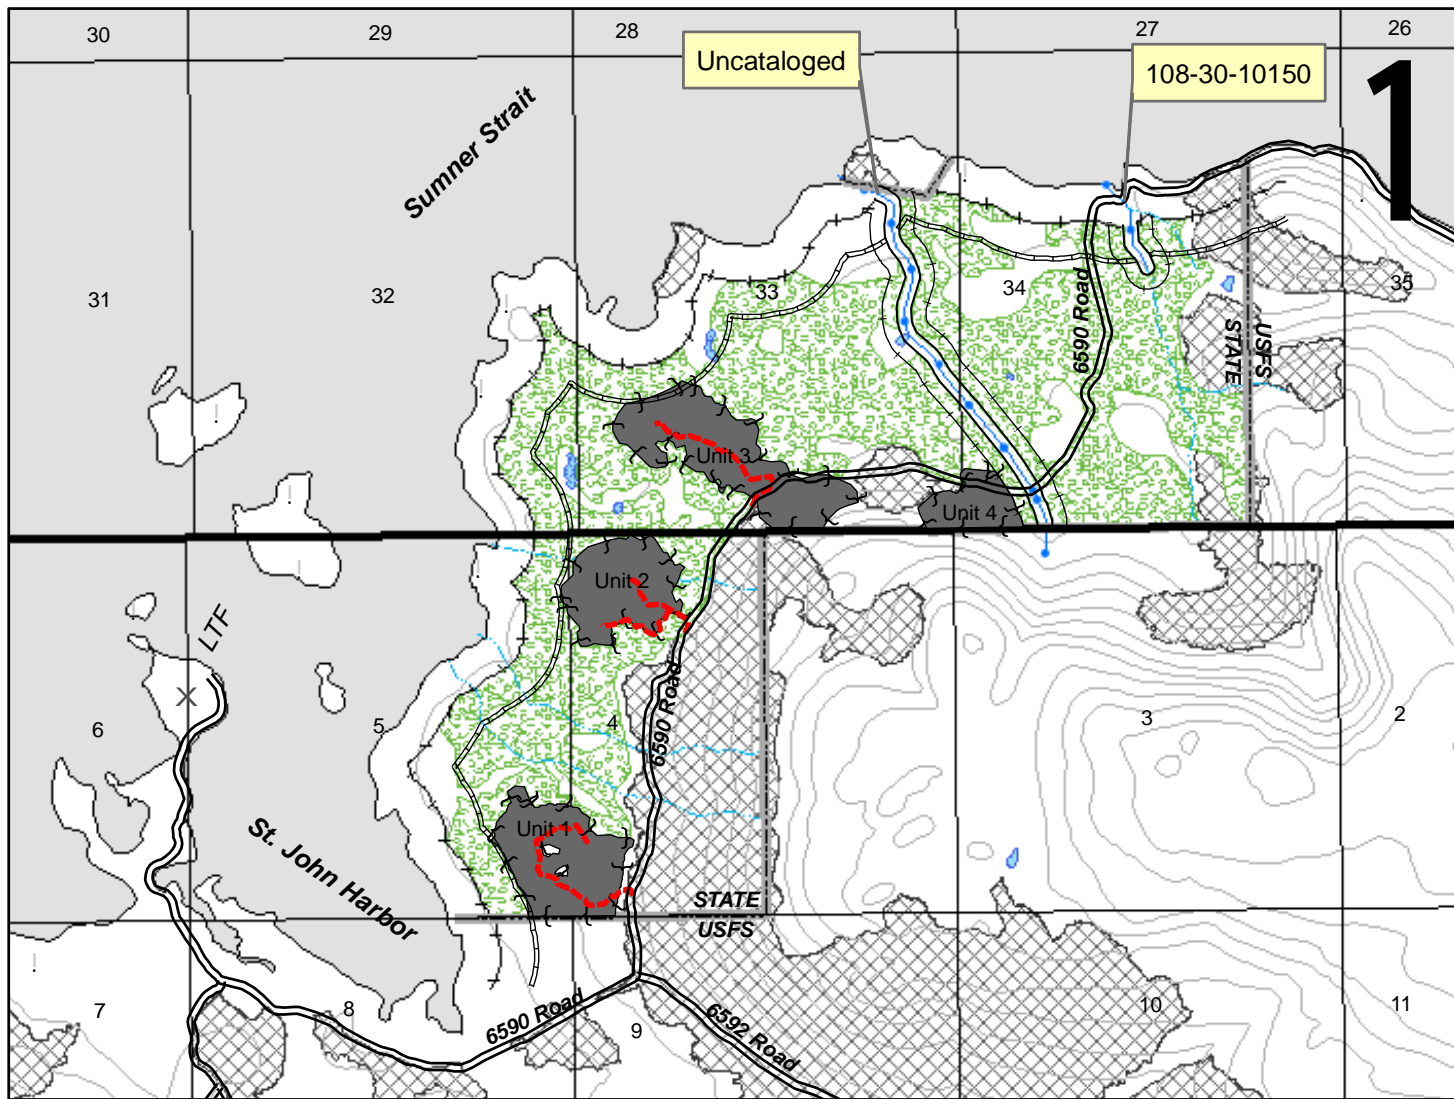 30
29
28
27
26
Uncataloged
108-30-10150
1
Sumner Strait
31
32
33
34
35
6590 Road
STATE
USFS
Unit 3
Unit 4
Unit 2
LTF
6
5
4
6590 Road
3
2
Unit 1
St. John Harbor
STATE
USFS
7
8
6590 Road
9
6592 Road
10
11